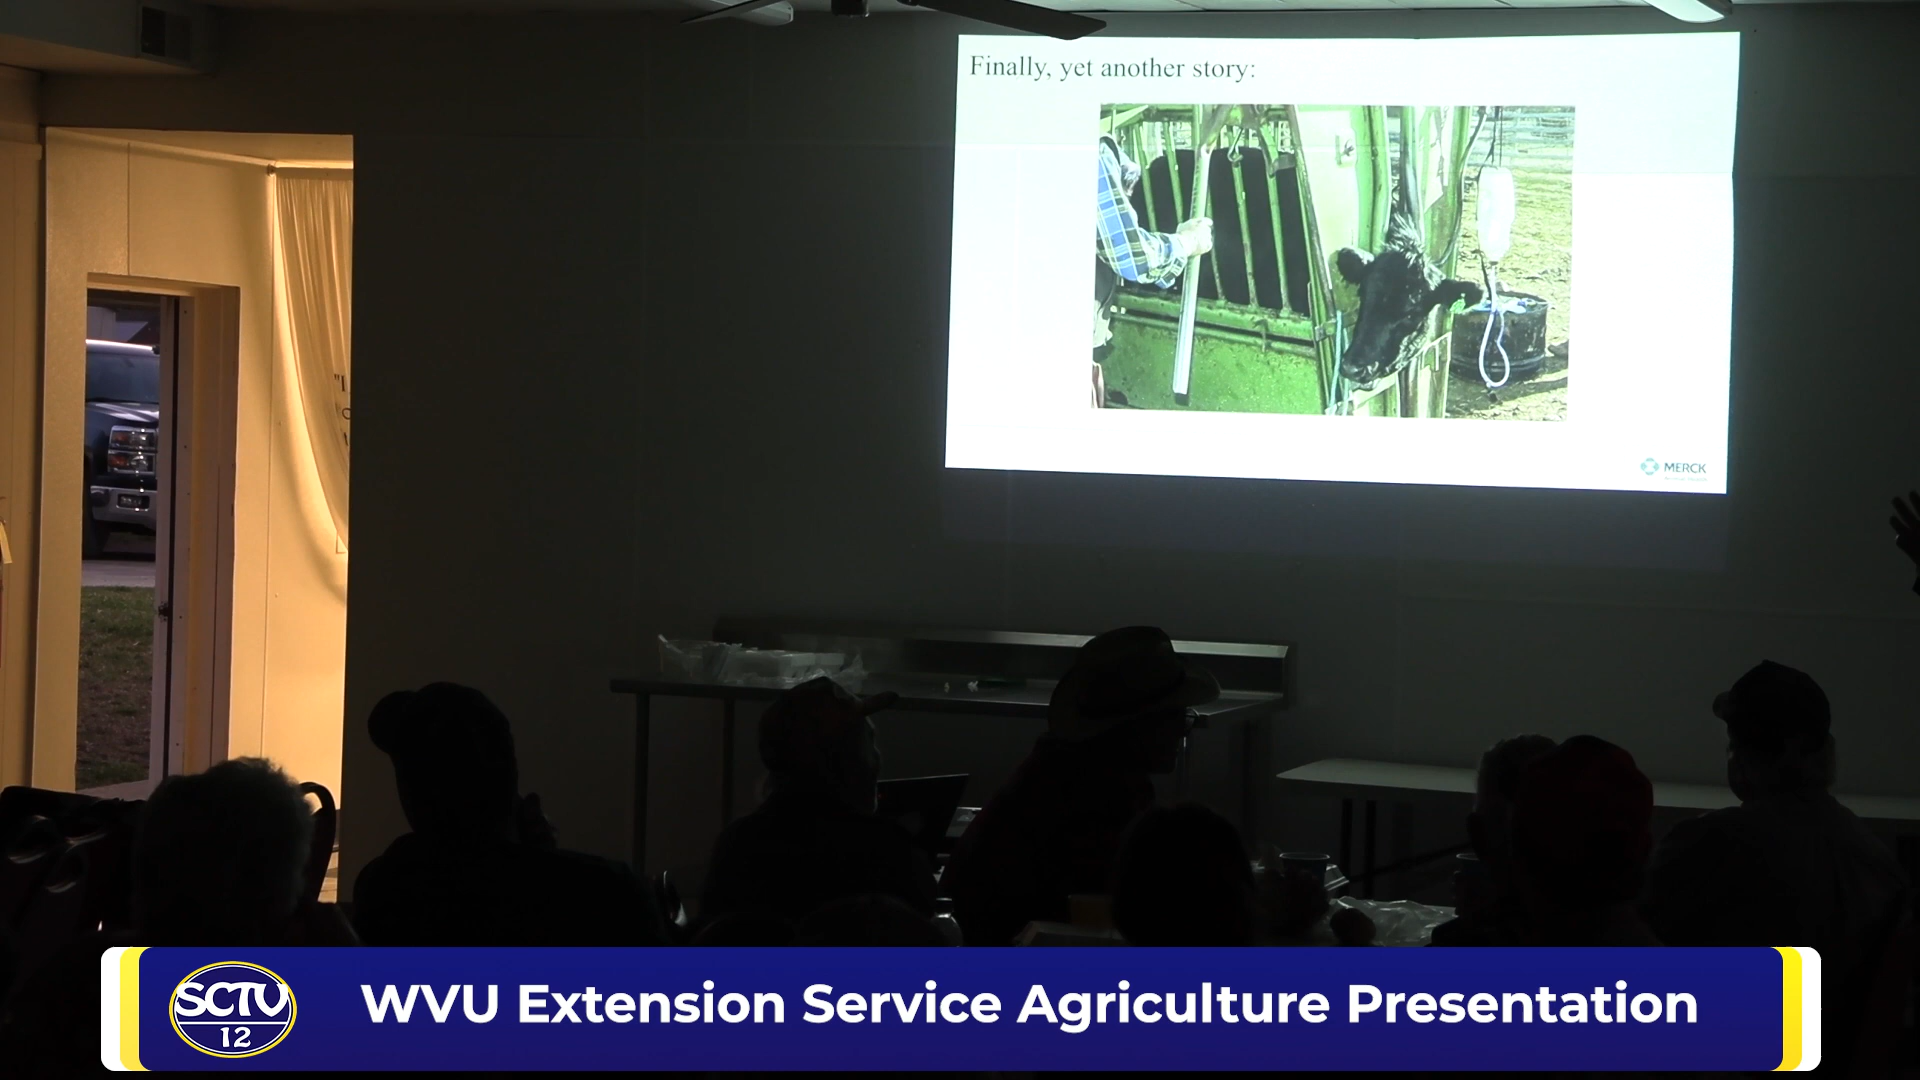 Finally, yet another story:
MERCK
SCTV
12
WVU Extension Service Agriculture Presentation